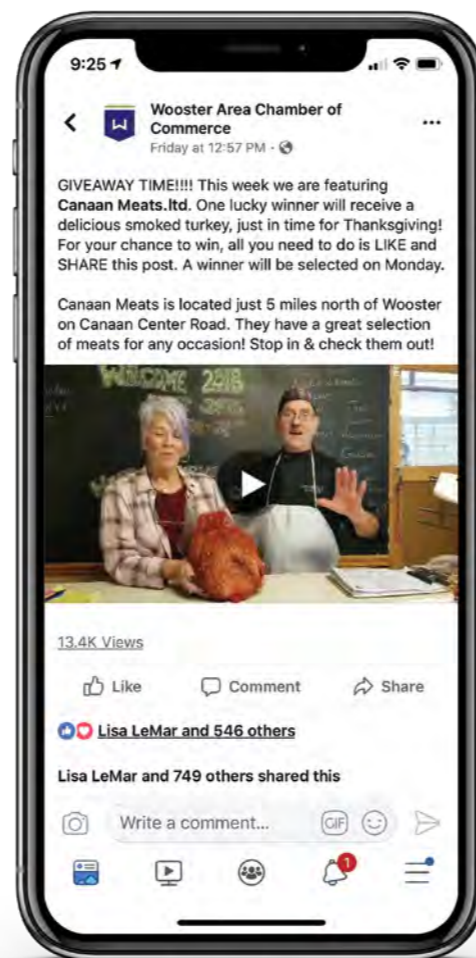 9:25
Wooster Area Chamber of
Commerce
Friday at 12:57 PM ·
GIVEAWAY TIME!!!! This week we are featuring
Canaan Meats.ltd. One lucky winner will receive a
delicious smoked turkey, just in time for Thanksgiving!
For your chance to win, all you need to do is LIKE and
SHARE this post. A winner will be selected on Monday.
Canaan Meats is located just 5 miles north of Wooster
on Canaan Center Road. They have a great selection
of meats for any occasion! Stop in & check them out!
WELCOME 2018
13.4K Views
Like Comment Share
Lisa LeMar and 546 others
Lisa LeMar and 749 others shared this
Write a comment... GIF
1